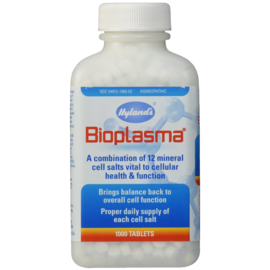 HOMEOPATHIC
Hyland's
Bioplasma®
A combination of 12 mineral
cell salts vital to cellular
health & function
Brings balance back to
overall cell function
Proper daily supply of
each cell salt
1000 TABLETS